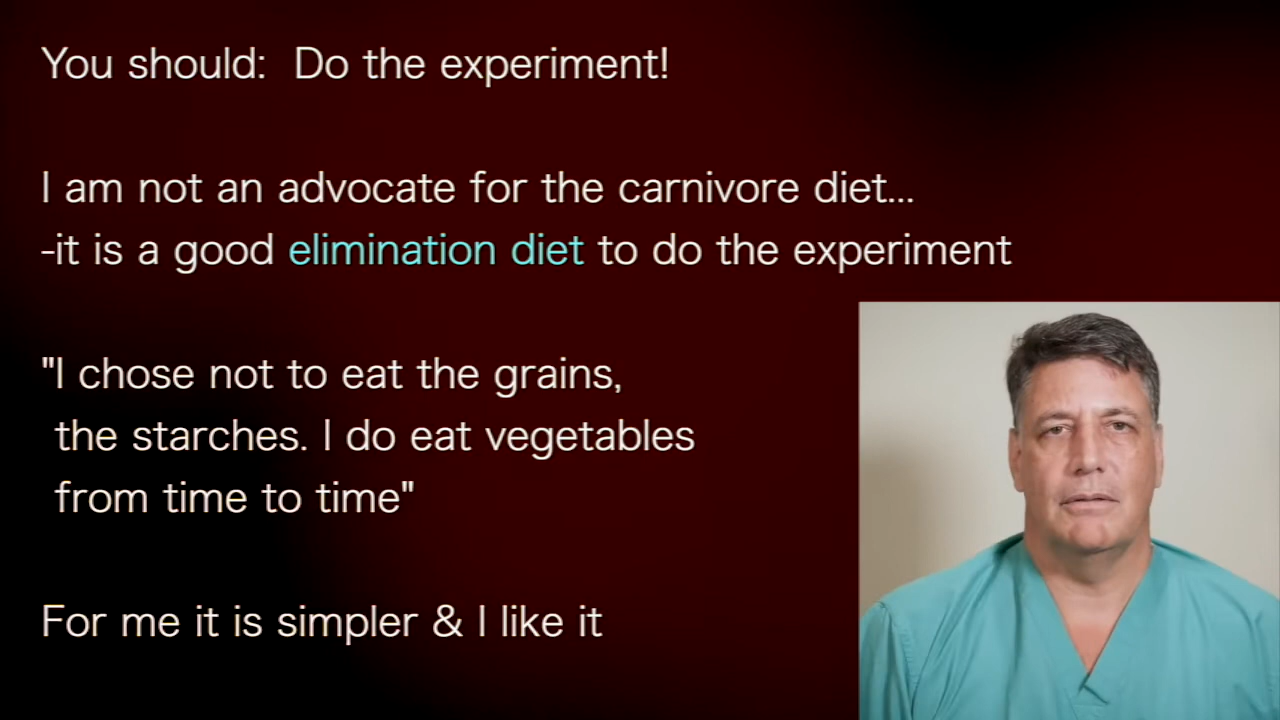 You should:  Do the experiment!
I am not an advocate for the carnivore diet...
-it is a good elimination diet to do the experiment
"I chose not to eat the grains,
the starches. I do eat vegetables
from time to time"
For me it is simpler & I like it